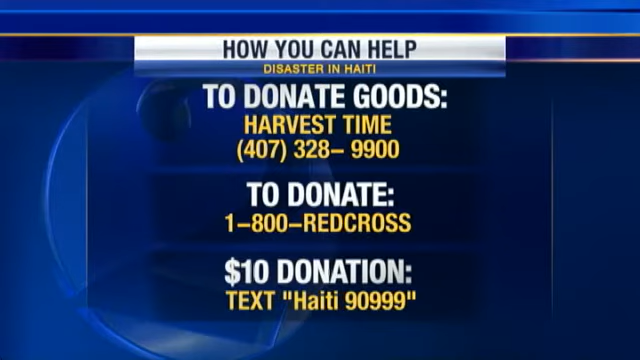 HOW YOU CAN HELP
DISASTER IN HAITI
TO DONATE GOODS:
HARVEST TIME
(407) 328-9900
TO DONATE:
1-800-REDCROSS
$10 DONATION:
TEXT "Haiti 90999"